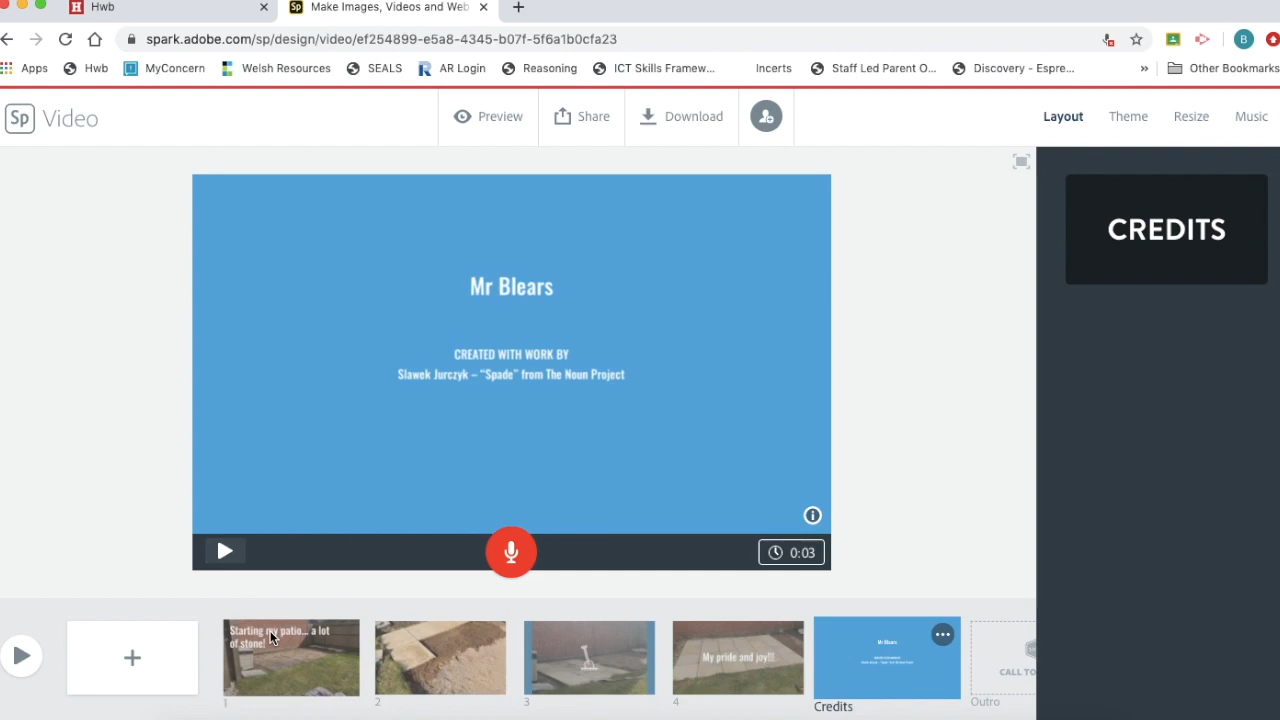 Hwb
Make Images, Videos and Web
spark.adobe.com/sp/design/video/ef254899-e5a8-4345-b07f-5f6a1b0cfa23
B
Apps Hwb MyConcern Welsh Resources SEALS AR Login Reasoning ICT Skills Framew... Incerts Staff Led Parent O... Discovery - Espre... » Other Bookmarks
Sp Video Preview Share Download Layout Theme Resize Music
CREDITS
Mr Blears
CREATED WITH WORK BY
Slawek Jurczyk – “Spade” from The Noun Project
0:03
Starting my patio... a lot
of stone!
My pride and joy!!!
Mr Blears
CALL TO
1 2 3 4 Credits Outro